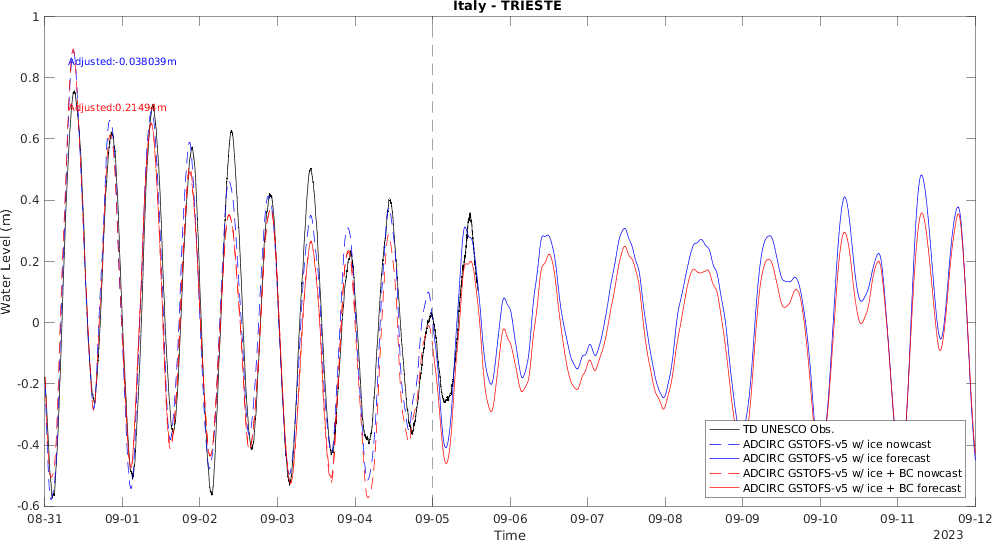 Italy - TRIESTE
1
0.8
0.6
0.4
0.2
0
-0.2
-0.4
-0.6
Water Level (m)
Adjusted:-0.038039m
TD UNESCO Obs.
ADCIRC GSTOFS-v5 w/ ice nowcast
ADCIRC GSTOFS-v5 w/ ice forecast
ADCIRC GSTOFS-v5 w/ ice + BC nowcast
ADCIRC GSTOFS-v5 w/ ice + BC forecast
08-31 09-01 09-02 09-03 09-04 09-05 09-06 09-07 09-08 09-09 09-10 09-11 09-12
Time
2023